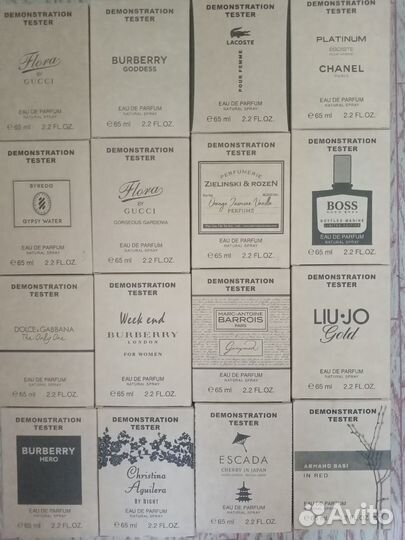 DEMONSTRATION
TESTER
Flora
BY
GUCCI
EAU DE PARFUM
NATURAL SPRAY
℮65 ml 2.2 FL.OZ.
DEMONSTRATION
TESTER
BURBERRY
GODDESS
EAU DE PARFUM
NATURAL SPRAY
℮65 ml 2.2 FL.OZ.
DEMONSTRATION
TESTER
LACOSTE
POUR FEMME
EAU DE PARFUM
NATURAL SPRAY
℮65 ml 2.2 FL.OZ.
DEMONSTRATION
TESTER
PLATINUM
ÉGOÏSTE
CHANEL
PARIS
EAU DE PARFUM
NATURAL SPRAY
℮65 ml 2.2 FL.OZ.
DEMONSTRATION
TESTER
BYREDO
GYPSY WATER
EAU DE PARFUM
NATURAL SPRAY
℮65 ml 2.2 FL.OZ.
DEMONSTRATION
TESTER
Flora
BY
GUCCI
GORGEOUS GARDENIA
EAU DE PARFUM
NATURAL SPRAY
℮65 ml 2.2 FL.OZ.
DEMONSTRATION
TESTER
PERFUMERIE
ZIELINSKI & ROZEN
Orange Jasmine Vanilla
PERFUME
℮65 ml 2.2 FL.OZ.
DEMONSTRATION
TESTER
BOSS
HUGO BOSS
BOTTLED MARINE
LIMITED EDITION
EAU DE PARFUM
NATURAL SPRAY
℮65 ml 2.2 FL.OZ.
DEMONSTRATION
TESTER
DOLCE&GABBANA
The Only One
EAU DE PARFUM
NATURAL SPRAY
℮65 ml 2.2 FL.OZ.
DEMONSTRATION
TESTER
Week end
BURBERRY
LONDON
FOR WOMEN
EAU DE PARFUM
NATURAL SPRAY
℮65 ml 2.2 FL.OZ.
DEMONSTRATION
TESTER
MARC-ANTOINE
BARROIS
PARIS
Ganymede
EAU DE PARFUM
NATURAL SPRAY
℮65 ml 2.2 FL.OZ.
DEMONSTRATION
TESTER
LIU·JO
Gold
EAU DE PARFUM
NATURAL SPRAY
℮65 ml 2.2 FL.OZ.
DEMONSTRATION
TESTER
BURBERRY
HERO
EAU DE PARFUM
NATURAL SPRAY
℮65 ml 2.2 FL.OZ.
DEMONSTRATION
TESTER
Christina
Aguilera
BY NIGHT
EAU DE PARFUM
NATURAL SPRAY
℮65 ml 2.2 FL.OZ.
DEMONSTRATION
TESTER
ESCADA
CHERRY IN JAPAN
EAU DE PARFUM
NATURAL SPRAY
℮65 ml 2.2 FL.OZ.
DEMONSTRATION
TESTER
ARMAND BASI
IN RED
EAU DE PARFUM
℮65 ml
Avito